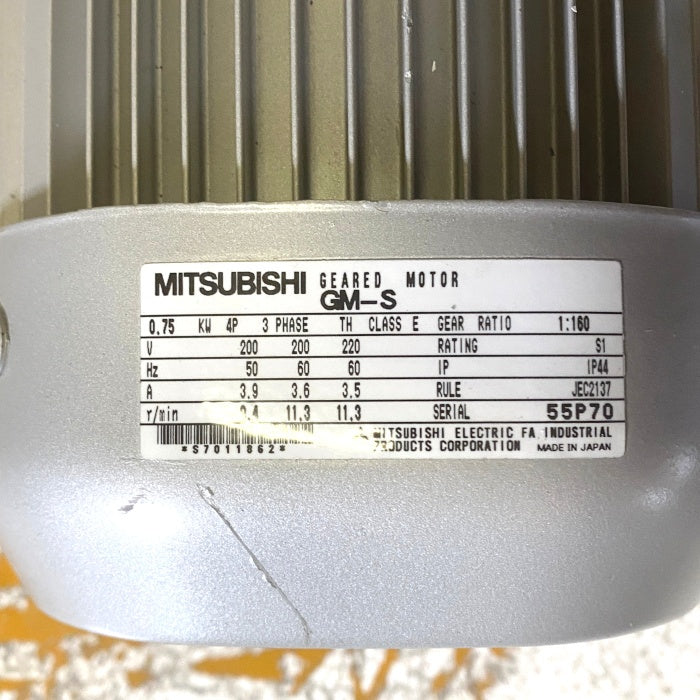 MITSUBISHI GEARED MOTOR
GM-S
0.75 KW 4P 3 PHASE TH CLASS E GEAR RATIO 1:160
V 200 200 220 RATING S1
Hz 50 60 60 IP IP44
A 3.9 3.6 3.5 RULE JEC2137
r/min 9.4 11.3 11.3 SERIAL 55P70
MITSUBISHI ELECTRIC FA INDUSTRIAL
*S7011862* PRODUCTS CORPORATION MADE IN JAPAN